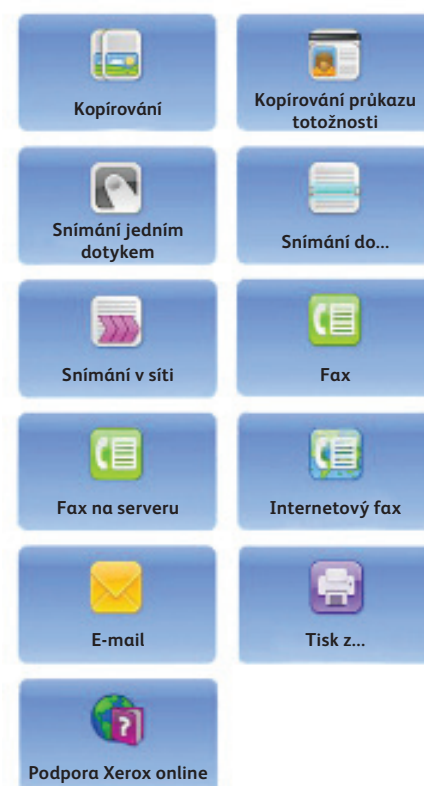 Kopírování
Kopírování průkazu
totožnosti
Snímání jedním
dotykem
Snímání do...
Snímání v síti
Fax
Fax na serveru
Internetový fax
E-mail
Tisk z...
Podpora Xerox online